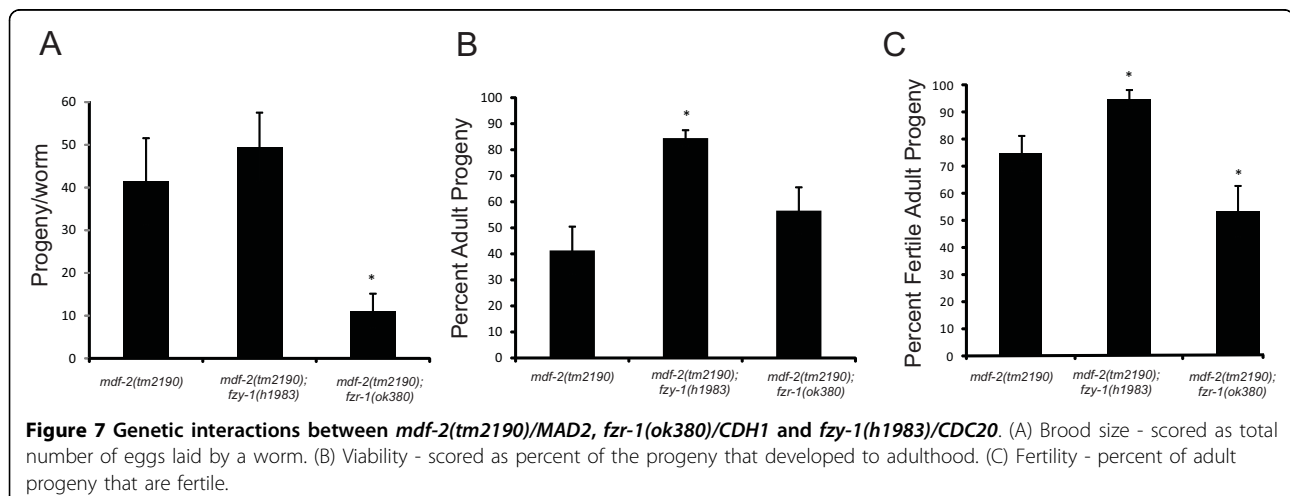 A
B
C
Progeny/worm
60
50
40
30
20
10
0
mdf-2(tm2190)
mdf-2(tm2190);
fzy-1(h1983)
mdf-2(tm2190);
fzr-1(ok380)
*
Percent Adult Progeny
100
90
80
70
60
50
40
30
20
10
0
mdf-2(tm2190)
mdf-2(tm2190);
fzy-1(h1983)
mdf-2(tm2190);
fzr-1(ok380)
*
Percent Fertile Adult Progeny
100
90
80
70
60
50
40
30
20
10
0
mdf-2(tm2190)
mdf-2(tm2190);
fzy-1(h1983)
mdf-2(tm2190);
fzr-1(ok380)
*
*
Figure 7 Genetic interactions between mdf-2(tm2190)/MAD2, fzr-1(ok380)/CDH1 and fzy-1(h1983)/CDC20. (A) Brood size - scored as total
number of eggs laid by a worm. (B) Viability - scored as percent of the progeny that developed to adulthood. (C) Fertility - percent of adult
progeny that are fertile.